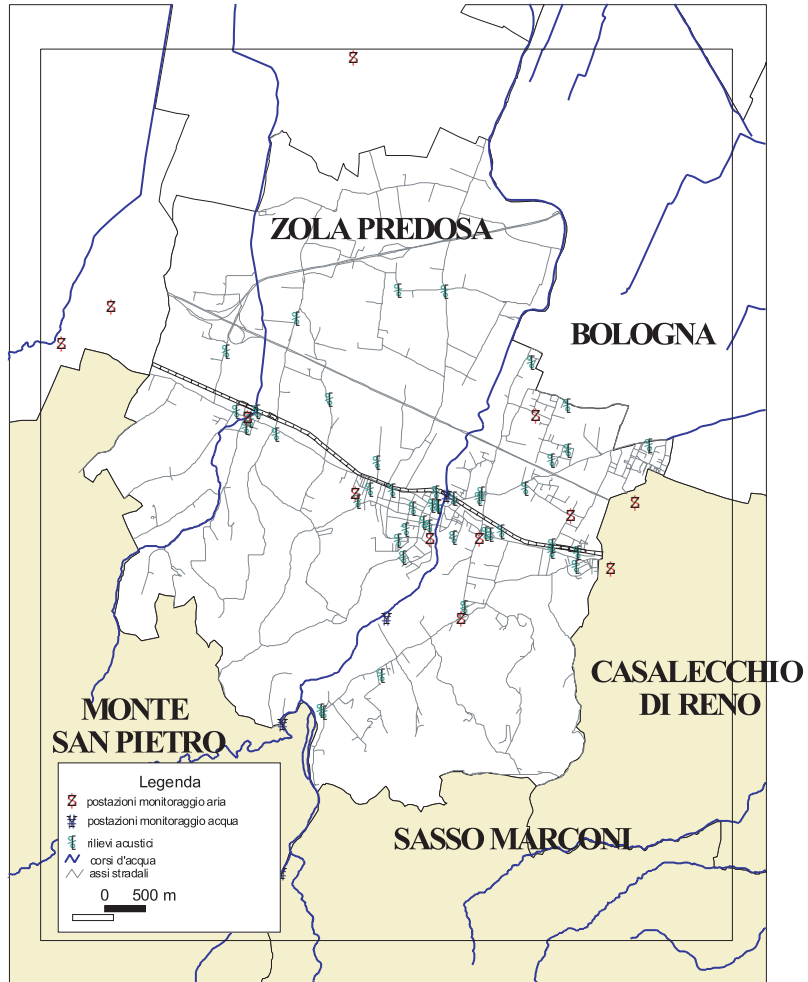 ZOLA PREDOSA
BOLOGNA
CASALECCHIO
DI RENO
MONTE
SAN PIETRO
Legenda
postazioni monitoraggio aria
postazioni monitoraggio acqua
rilievi acustici
corsi d'acqua
assi stradali
0 500 m
SASSO MARCONI